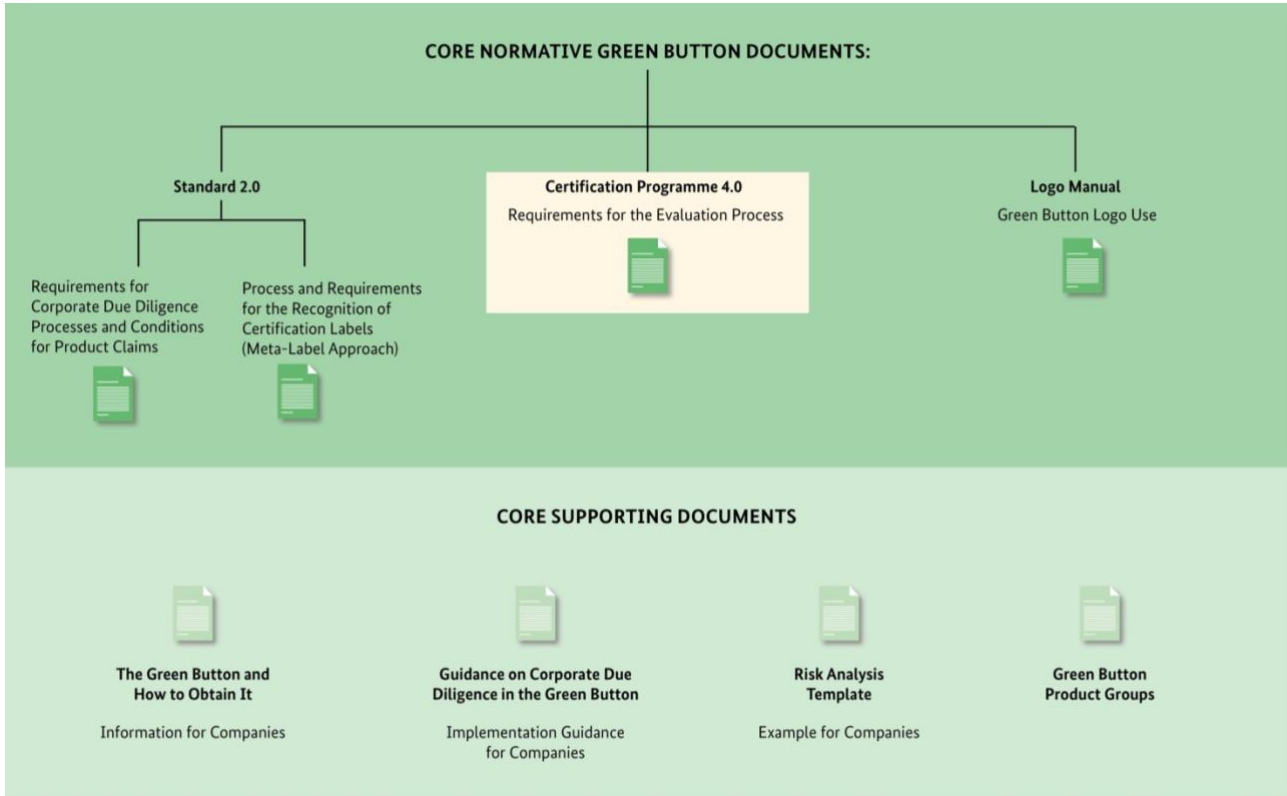 CORE NORMATIVE GREEN BUTTON DOCUMENTS:
Standard 2.0
Requirements for
Corporate Due Diligence
Processes and Conditions
for Product Claims
Process and Requirements
for the Recognition of
Certification Labels
(Meta-Label Approach)
Certification Programme 4.0
Requirements for the Evaluation Process
Logo Manual
Green Button Logo Use
CORE SUPPORTING DOCUMENTS
The Green Button and
How to Obtain It
Information for Companies
Guidance on Corporate Due
Diligence in the Green Button
Implementation Guidance
for Companies
Risk Analysis
Template
Example for Companies
Green Button
Product Groups